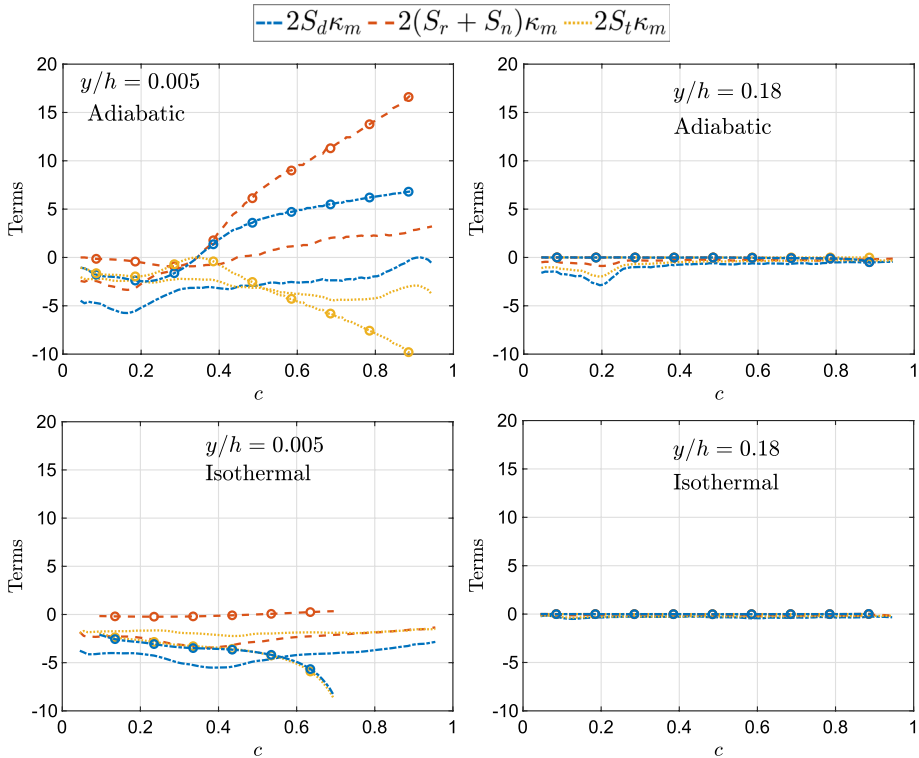 2S_dκ_m 2(S_r + S_n)κ_m 2S_tκ_m
20
15
10
5
0
-5
-10
Terms
y/h = 0.005
Adiabatic
0 0.2 0.4 0.6 0.8 1
c
20
15
10
5
0
-5
-10
Terms
y/h = 0.18
Adiabatic
0 0.2 0.4 0.6 0.8 1
c
20
15
10
5
0
-5
-10
Terms
y/h = 0.005
Isothermal
0 0.2 0.4 0.6 0.8 1
c
20
15
10
5
0
-5
-10
Terms
y/h = 0.18
Isothermal
0 0.2 0.4 0.6 0.8 1
c